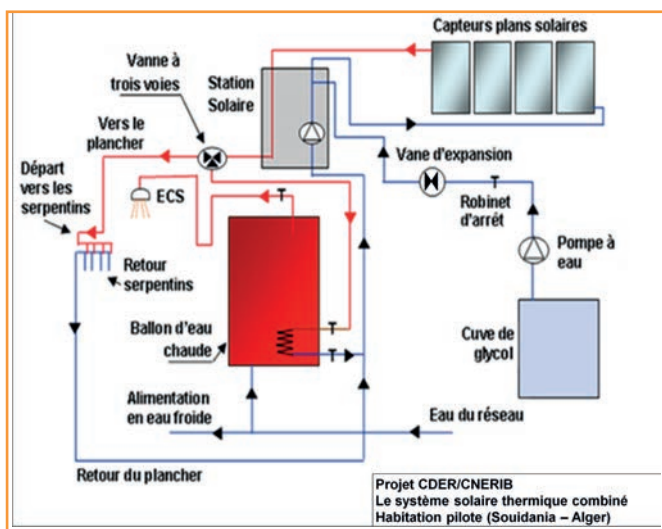 Capteurs plans solaires
Vanne à
trois voies
Station
Solaire
Vers le
plancher
Vane d'expansion
Départ
vers les
serpentins
ECS
Robinet
d'arrét
Pompe à
eau
Retour
serpentins
Ballon d'eau
chaude
Cuve de
glycol
Alimentation
en eau froide
Eau du réseau
Retour du plancher
Projet CDER/CNERIB
Le système solaire thermique combiné
Habitation pilote (Souidania – Alger)